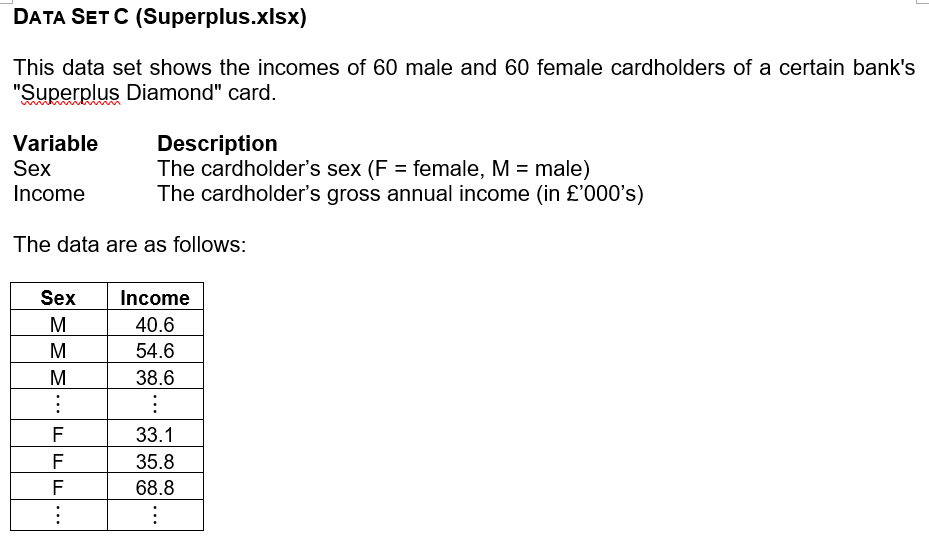 DATA SET C (Superplus.xlsx)
This data set shows the incomes of 60 male and 60 female cardholders of a certain bank's
"Superplus Diamond" card.
Variable Description
Sex The cardholder’s sex (F = female, M = male)
Income The cardholder’s gross annual income (in £’000’s)
The data are as follows:
Sex Income
M 40.6
M 54.6
M 38.6
⋮ ⋮
F 33.1
F 35.8
F 68.8
⋮ ⋮